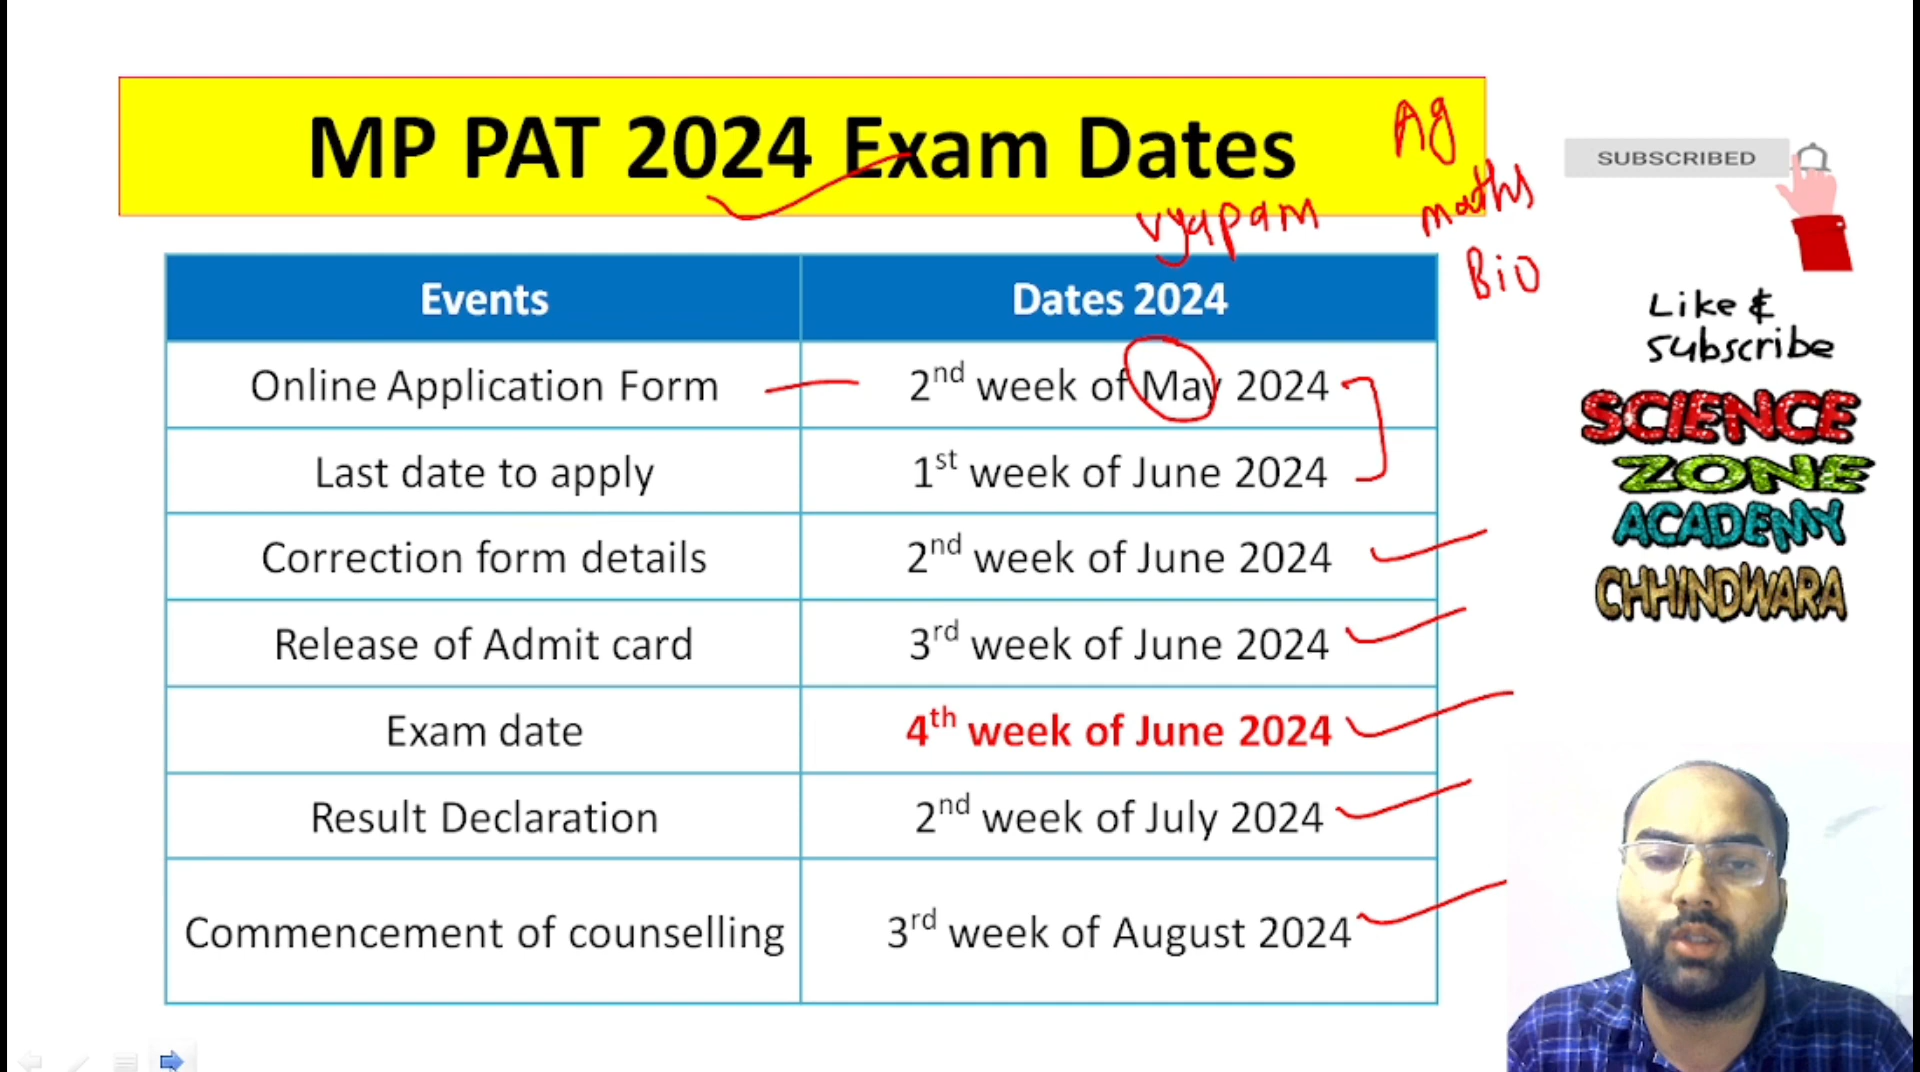 MP PAT 2024 Exam Dates
Ag
maths
Bio
vyapam
SUBSCRIBED
Events Dates 2024
Online Application Form 2nd week of May 2024
Last date to apply 1st week of June 2024
Correction form details 2nd week of June 2024
Release of Admit card 3rd week of June 2024
Exam date 4th week of June 2024
Result Declaration 2nd week of July 2024
Commencement of counselling 3rd week of August 2024
Like &
Subscribe
SCIENCE
ZONE
ACADEMY
CHHINDWARA